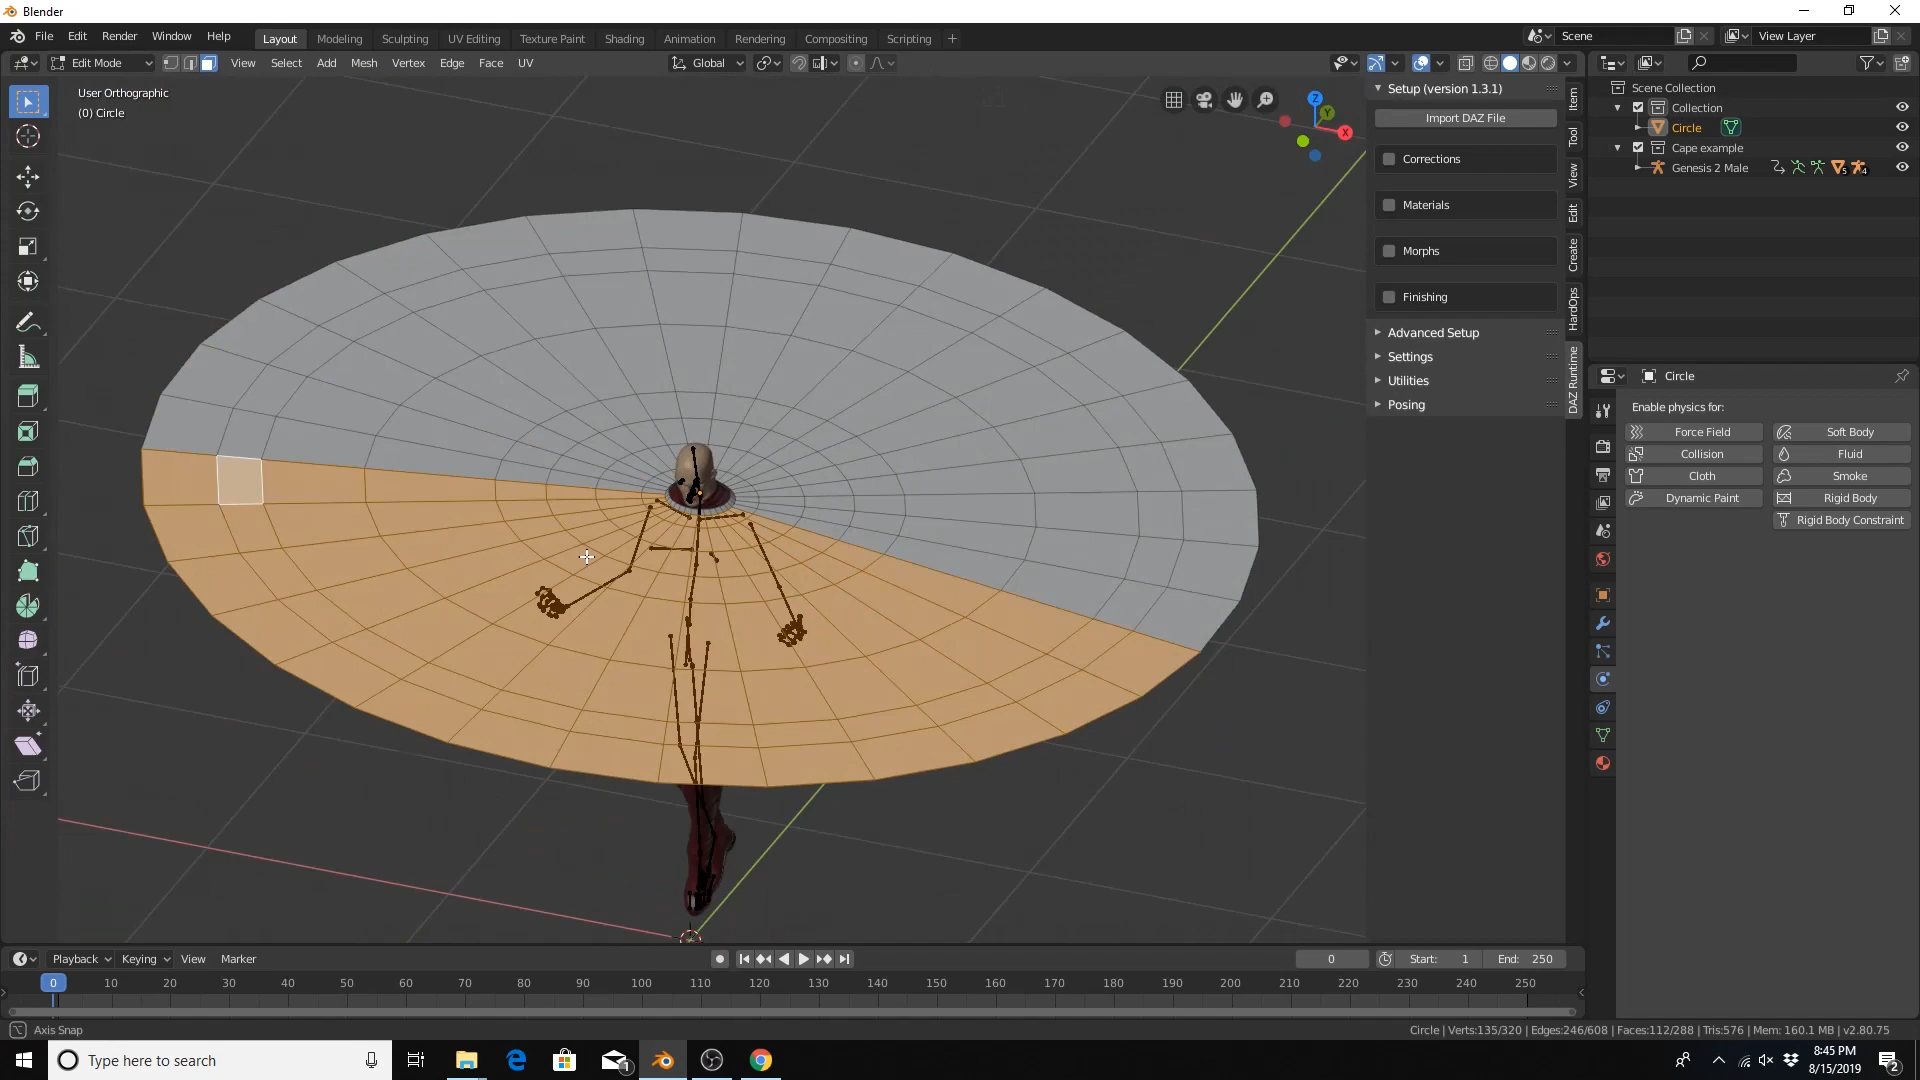 Blender
File Edit Render Window Help
Layout Modeling Sculpting UV Editing Texture Paint Shading Animation Rendering Compositing Scripting +
Scene
View Layer
Edit Mode
View Select Add Mesh Vertex Edge Face UV
Global
User Orthographic
(0) Circle
Z
Y
X
Setup (version 1.3.1)
Import DAZ File
Corrections
Materials
Morphs
Finishing
Advanced Setup
Settings
Utilities
Posing
Item
Tool
View
Edit
Create
HardOps
DAZ Runtime
Scene Collection
Collection
Circle
Cape example
Genesis 2 Male
5
4
Circle
Enable physics for:
Force Field
Soft Body
Collision
Fluid
Cloth
Smoke
Dynamic Paint
Rigid Body
Rigid Body Constraint
Playback Keying View Marker
0
Start: 1
End: 250
0 10 20 30 40 50 60 70 80 90 100 110 120 130 140 150 160 170 180 190 200 210 220 230 240 250
Axis Snap
Circle | Verts:135/320 | Edges:246/608 | Faces:112/288 | Tris:576 | Mem: 160.1 MB | v2.80.75
Type here to search
1
8:45 PM
8/15/2019
2